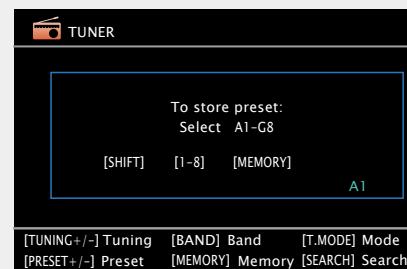 TUNER
To store preset:
Select A1-G8
[SHIFT] [1-8] [MEMORY]
A1
[TUNING+/-] Tuning [BAND] Band [T.MODE] Mode
[PRESET+/-] Preset [MEMORY] Memory [SEARCH] Search